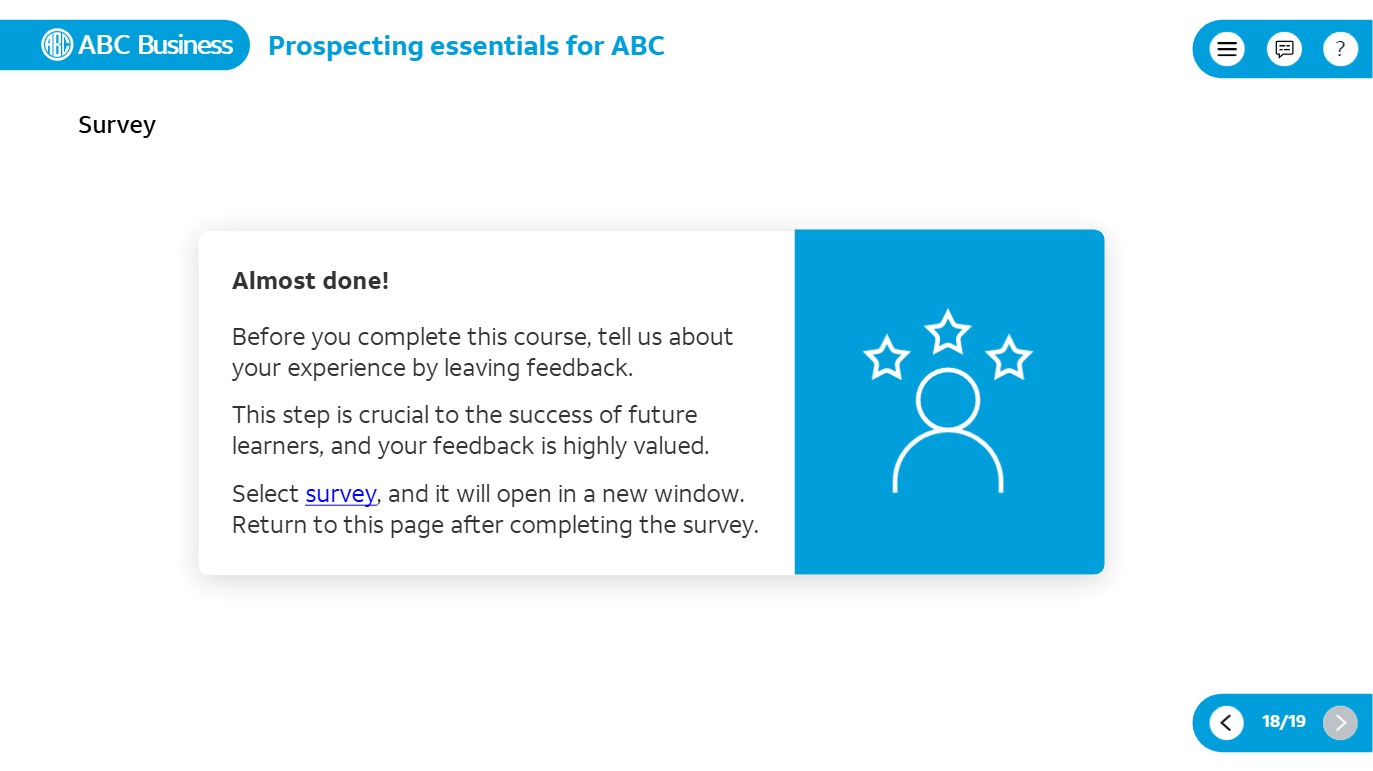 ABC Business
Prospecting essentials for ABC
?
Survey
Almost done!
Before you complete this course, tell us about
your experience by leaving feedback.
This step is crucial to the success of future
learners, and your feedback is highly valued.
Select survey, and it will open in a new window.
Return to this page after completing the survey.
18/19